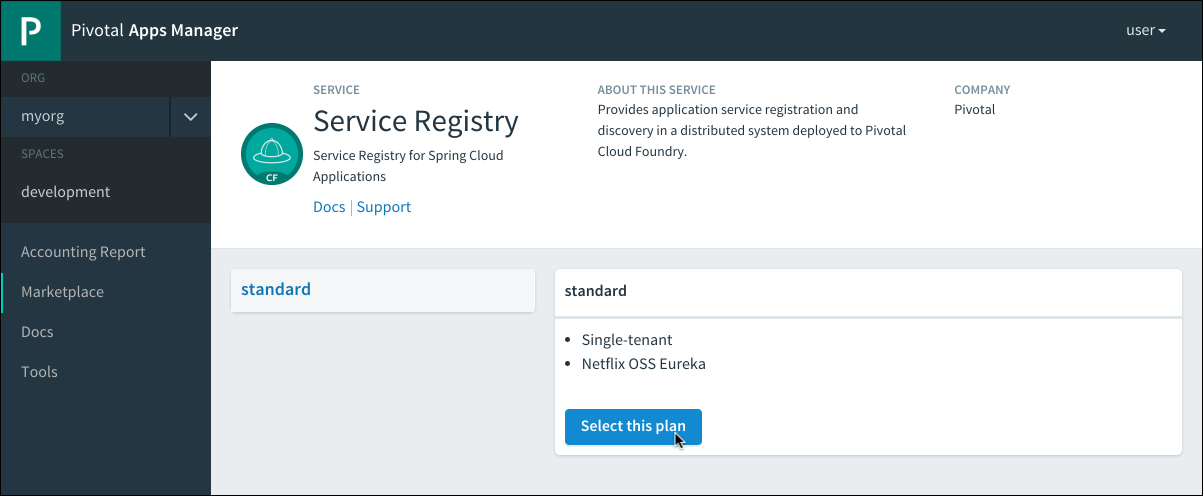 P
Pivotal Apps Manager
user
ORG
myorg
SPACES
development
Accounting Report
Marketplace
Docs
Tools
CF
SERVICE
Service Registry
Service Registry for Spring Cloud
Applications
Docs | Support
ABOUT THIS SERVICE
Provides application service registration and
discovery in a distributed system deployed to Pivotal
Cloud Foundry.
COMPANY
Pivotal
standard
standard
• Single-tenant
• Netflix OSS Eureka
Select this plan